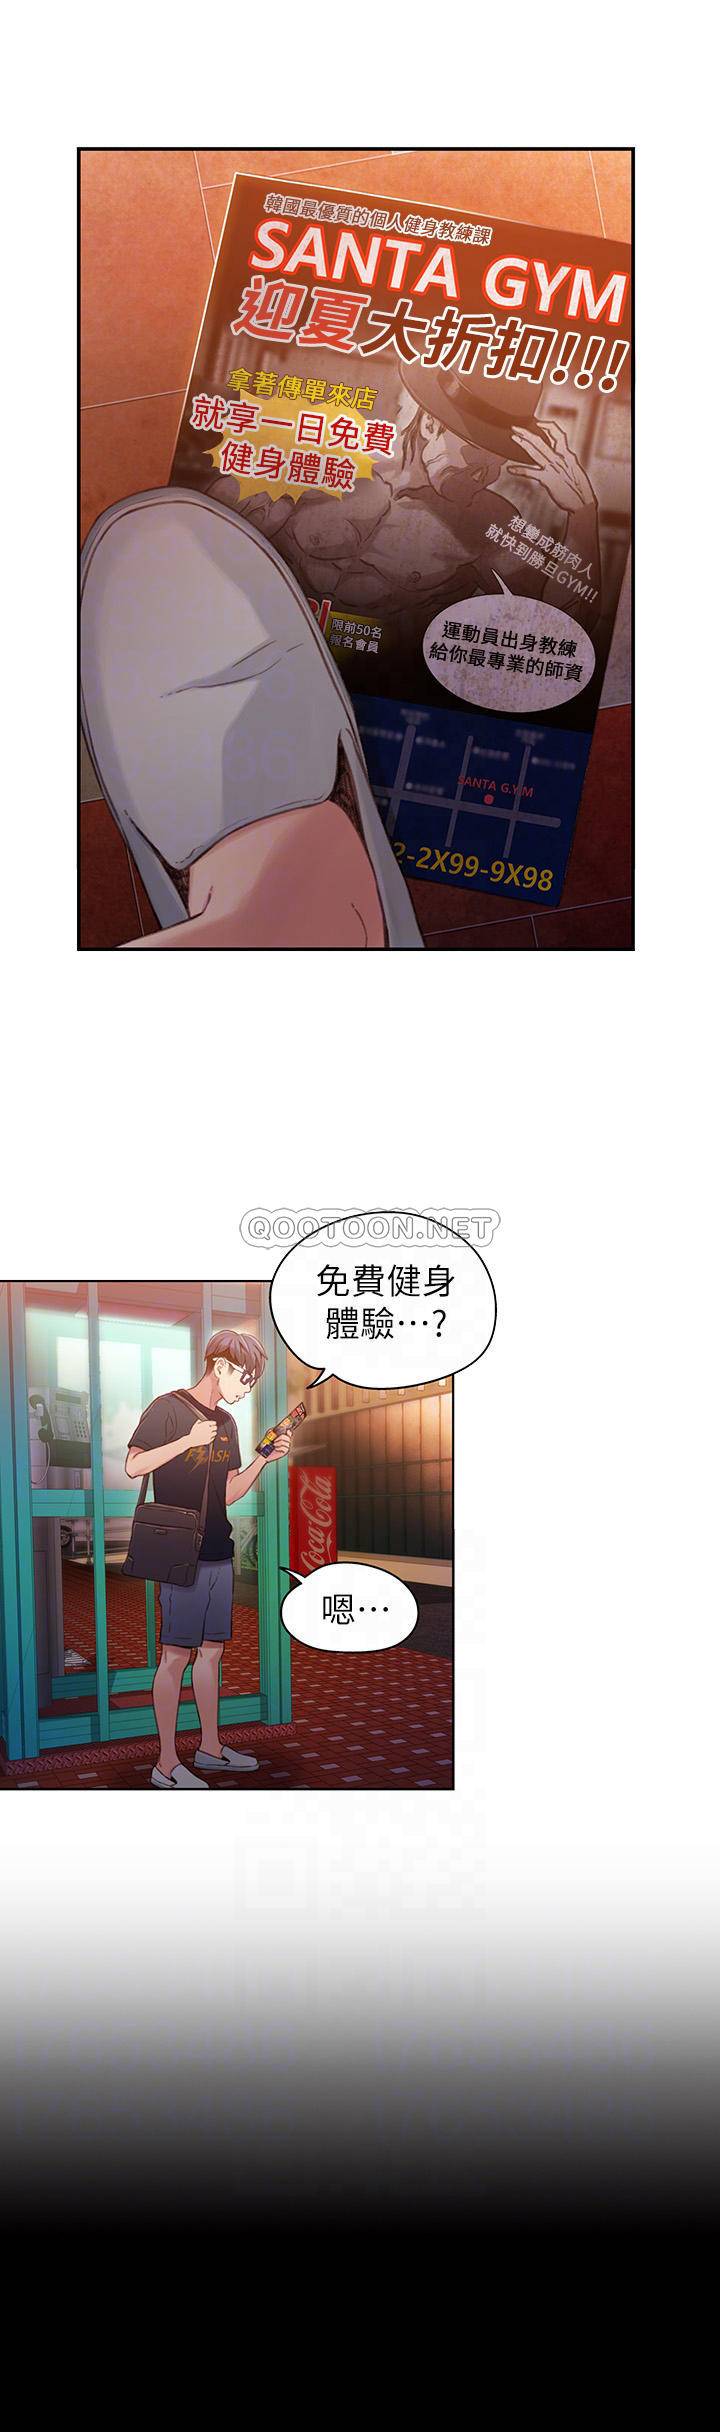 韓國最優質的個人健身教練課
SANTA GYM
迎夏大折扣!!!
拿著傳單來店
就享一日免費
健身體驗
想變成筋肉人
就快到勝旦GYM!!
限前50名
報名會員
運動員出身教練
給你最專業的師資
SANTA G.Y.M
2-2X99-9X98
QOOTOON.NET
免費健身
體驗…?
F
ISH
Coca-Cola
嗯…